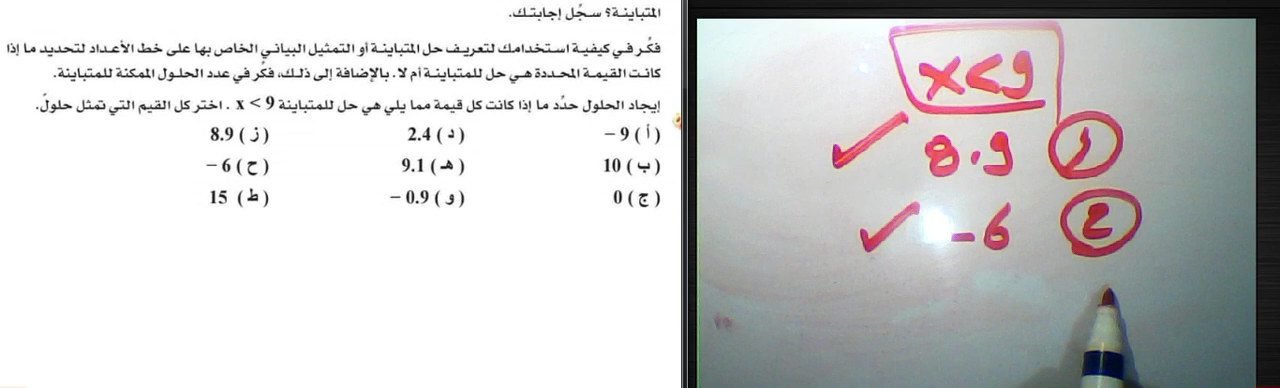 المتباينة؟ سجِّل إجابتك.
فكِّر في كيفية استخدامك لتعريف حل المتباينة أو التمثيل البياني الخاص بها على خط الأعداد لتحديد ما إذا
كانت القيمة المحددة هي حل للمتباينة أم لا. بالإضافة إلى ذلك، فكِّر في عدد الحلول الممكنة للمتباينة.
إيجاد الحلول حدِّد ما إذا كانت كل قيمة مما يلي هي حل للمتباينة x < 9 . اختر كل القيم التي تمثل حلولً.
( أ ) 9 –
( د ) 2.4
( ز ) 8.9
( ب ) 10
( هـ ) 9.1
( ح ) 6 –
( ج ) 0
( و ) 0.9 –
( ط ) 15
x<9
1 8.9 ✓
2 -6 ✓